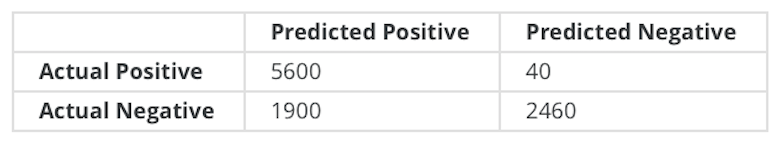 Predicted Positive Predicted Negative
Actual Positive 5600 40
Actual Negative 1900 2460